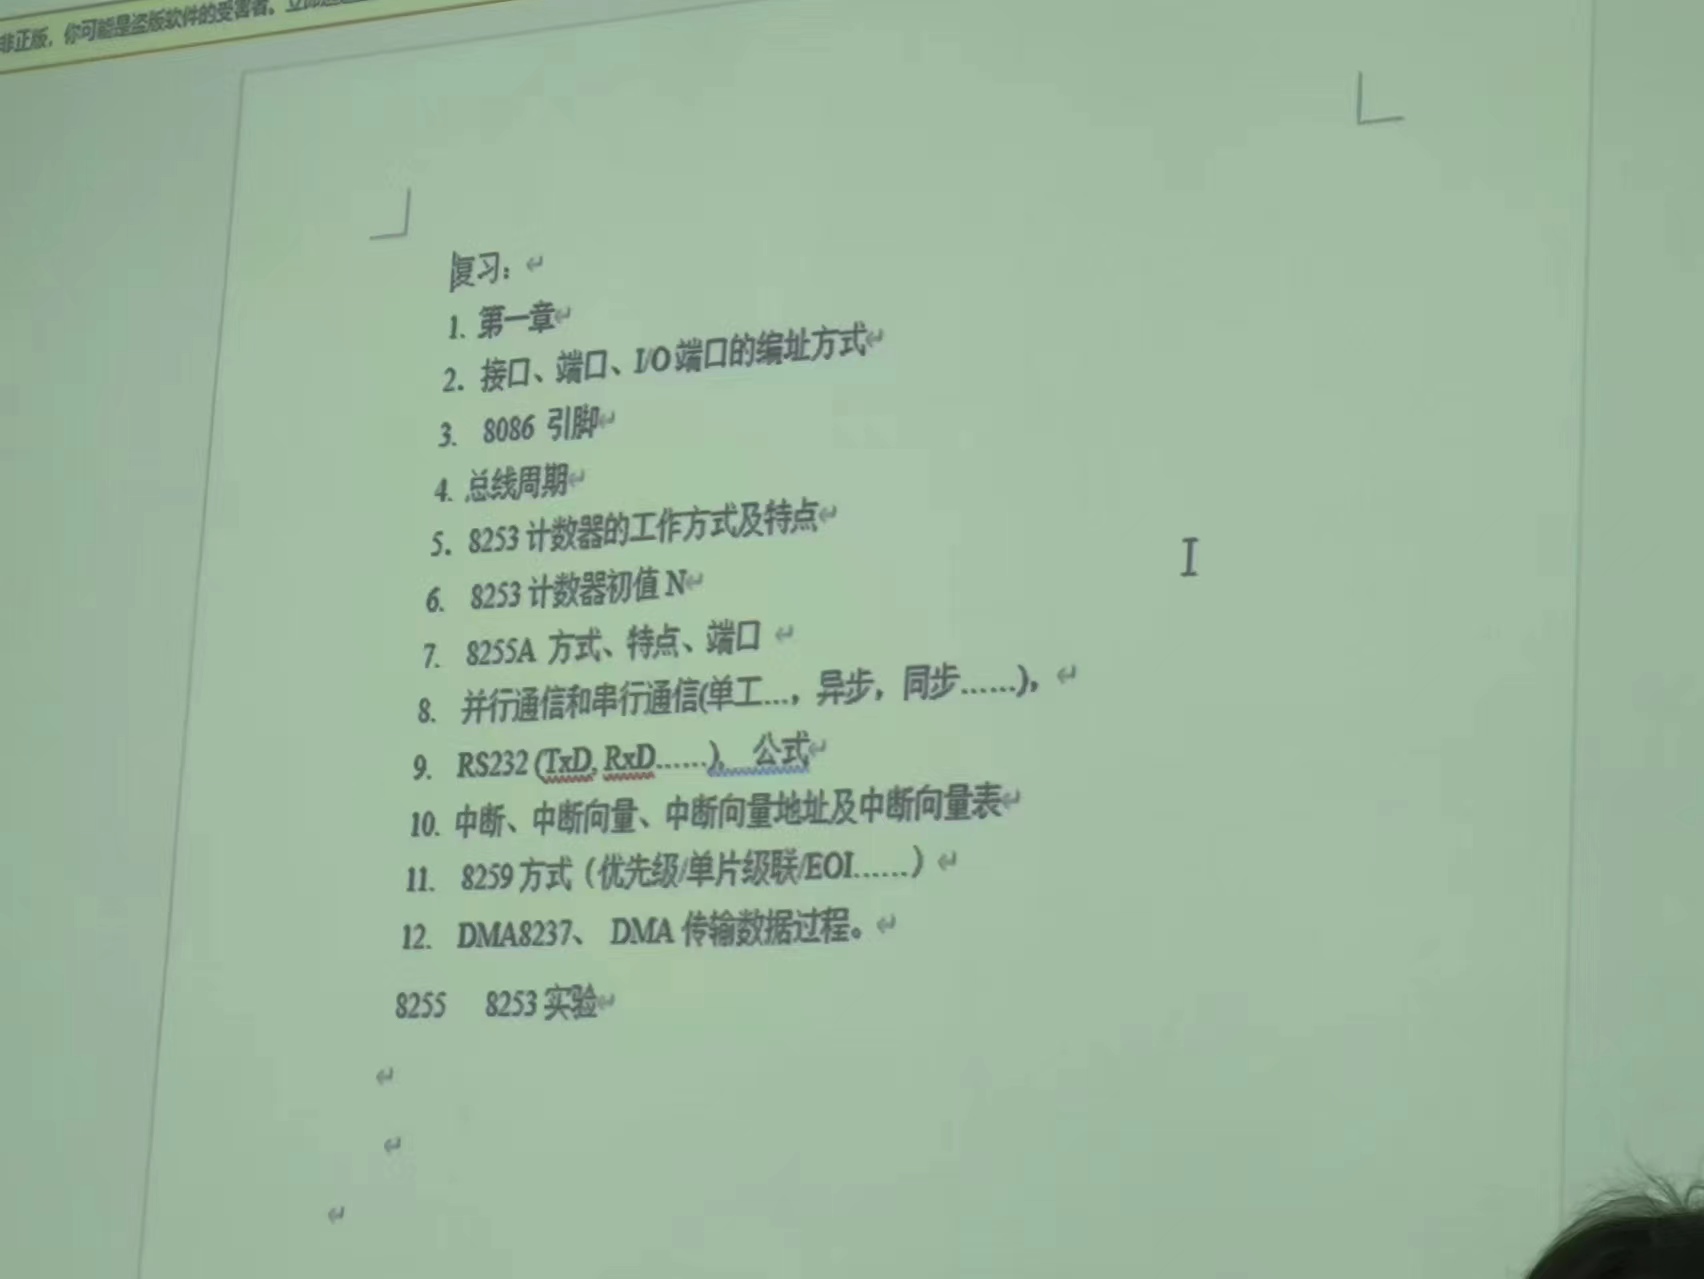 非正版，你可能是盗版软件的受害者。
复习：
1. 第一章
2. 接口、端口、I/O 端口的编址方式
3. 8086 引脚
4. 总线周期
5. 8253 计数器的工作方式及特点
6. 8253 计数器初值 N
7. 8255A 方式、特点、端口
8. 并行通信和串行通信(单工…，异步，同步……)，
9. RS232 (TxD, RxD……)， 公式
10. 中断、中断向量、中断向量地址及中断向量表
11. 8259 方式（优先级/单片级联/EOI……）
12. DMA8237、 DMA 传输数据过程。
8255 8253 实验